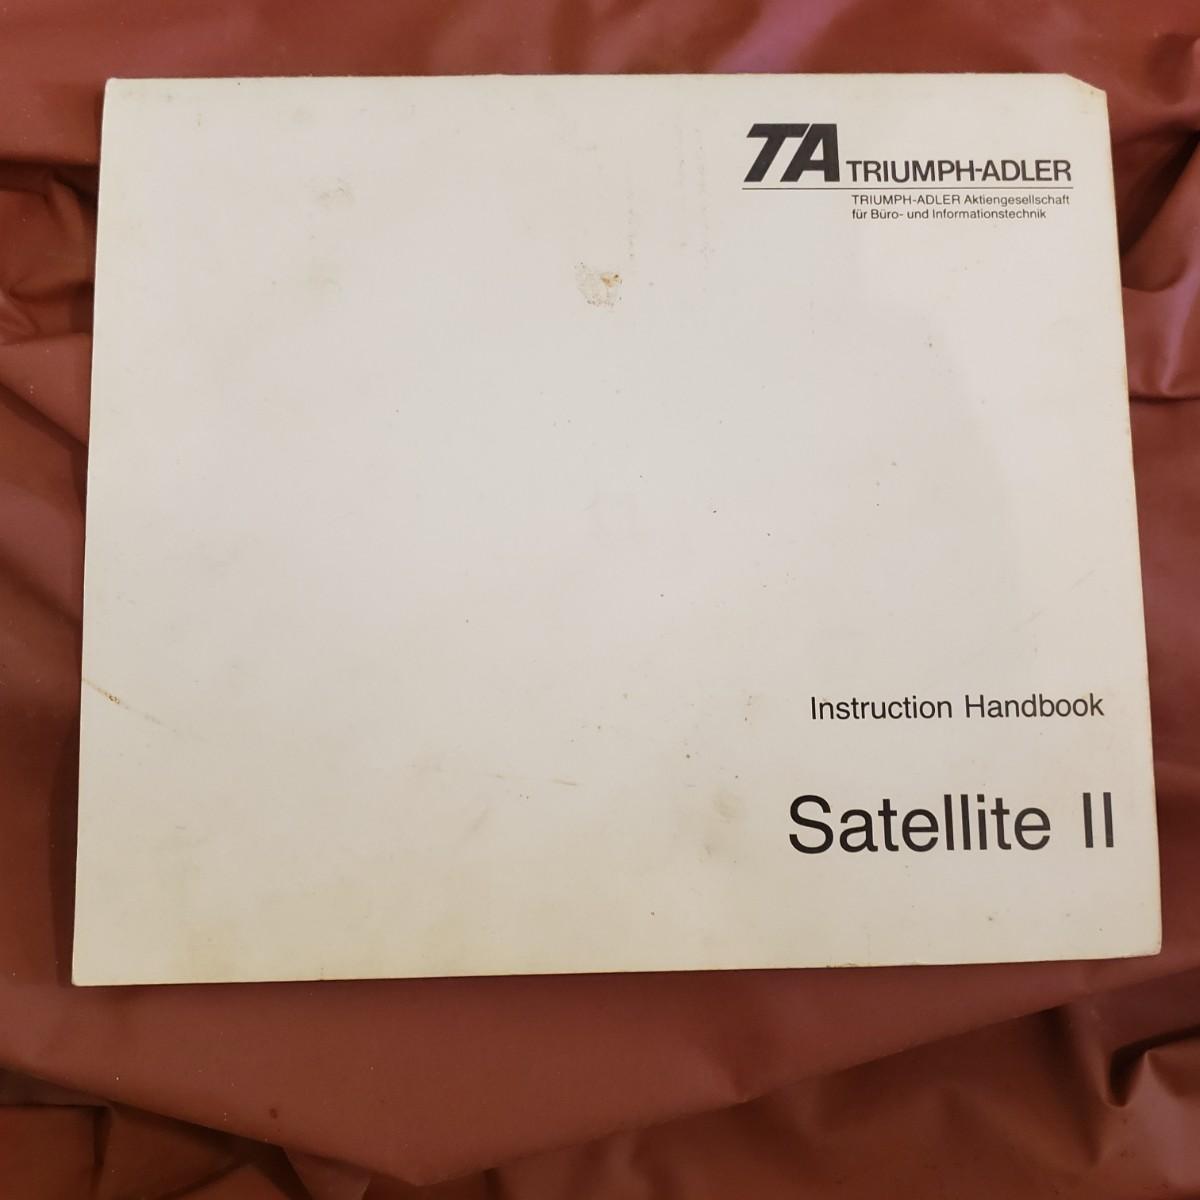 TA TRIUMPH-ADLER
TRIUMPH-ADLER Aktiengesellschaft
für Büro- und Informationstechnik
Instruction Handbook
Satellite II